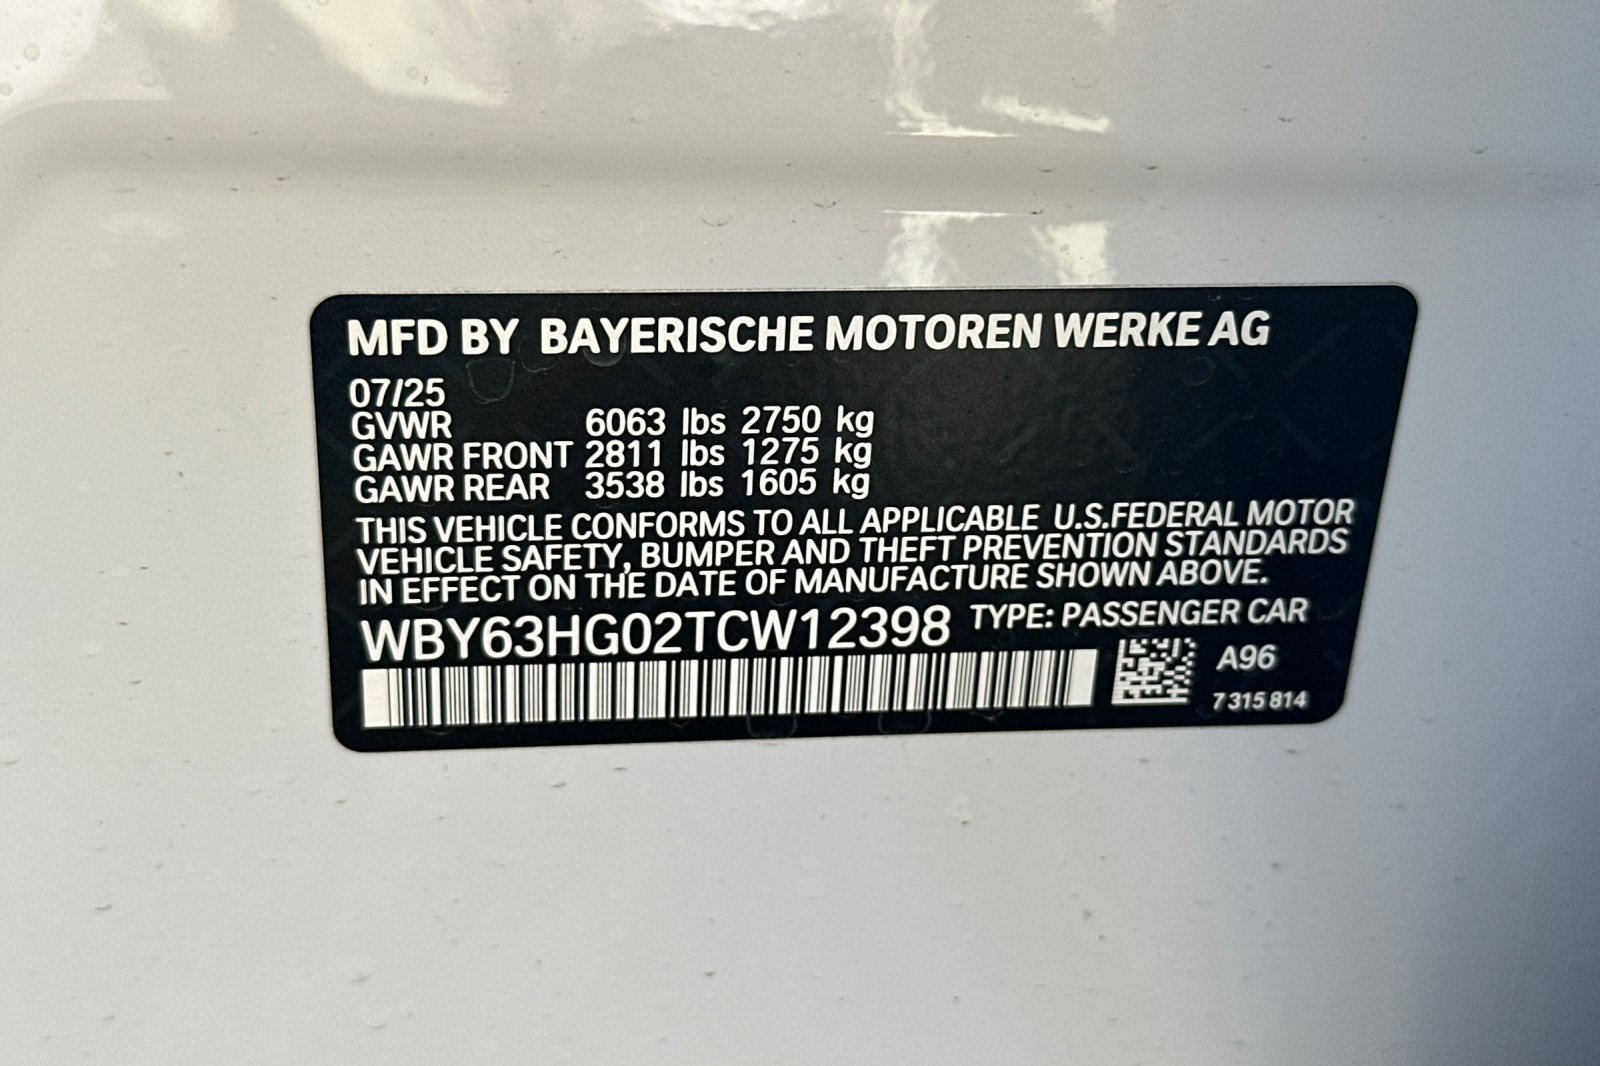 MFD BY BAYERISCHE MOTOREN WERKE AG
07/25
GVWR 6063 lbs 2750 kg
GAWR FRONT 2811 lbs 1275 kg
GAWR REAR 3538 lbs 1605 kg
THIS VEHICLE CONFORMS TO ALL APPLICABLE U.S.FEDERAL MOTOR
VEHICLE SAFETY, BUMPER AND THEFT PREVENTION STANDARDS
IN EFFECT ON THE DATE OF MANUFACTURE SHOWN ABOVE.
WBY63HG02TCW12398 TYPE: PASSENGER CAR
A96
7 315 814